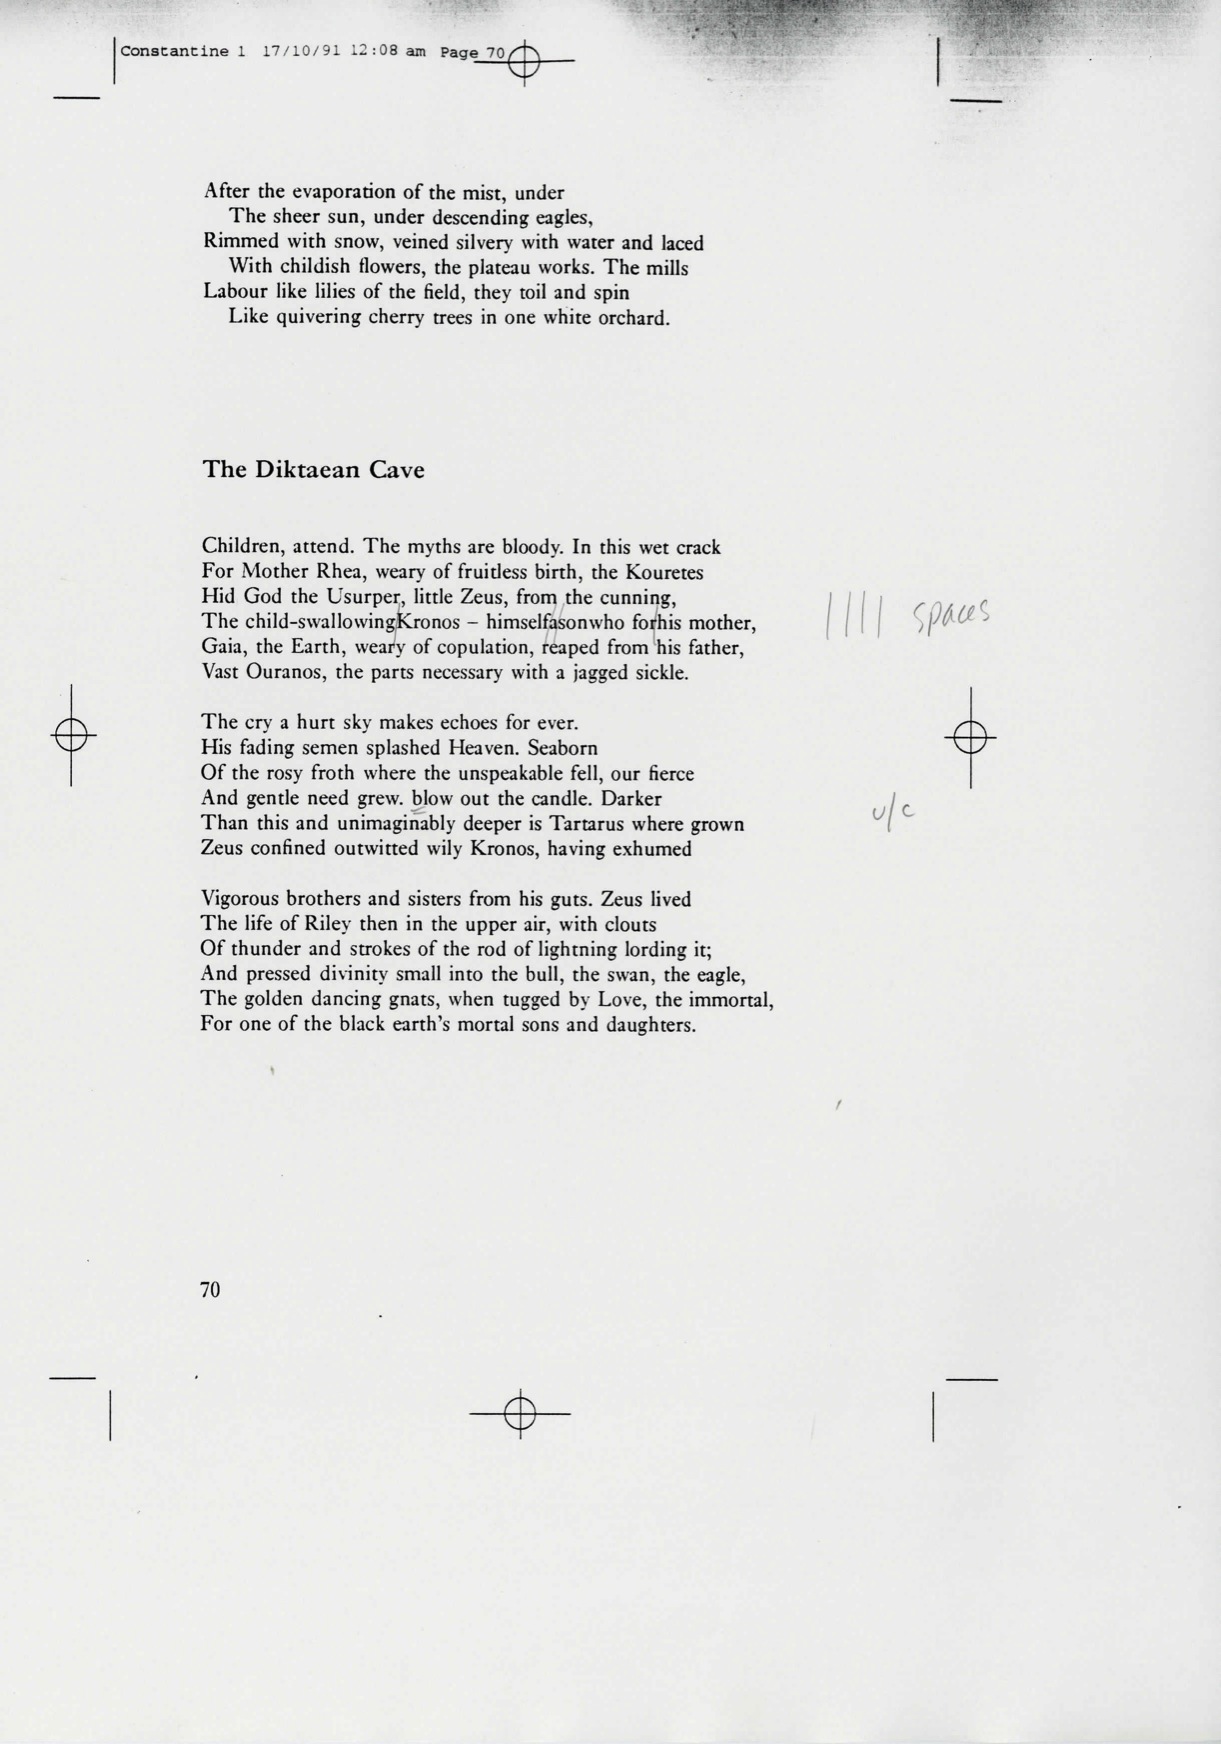 Constantine 1 17/10/91 12:08 am Page 70
After the evaporation of the mist, under
The sheer sun, under descending eagles,
Rimmed with snow, veined silvery with water and laced
With childish flowers, the plateau works. The mills
Labour like lilies of the field, they toil and spin
Like quivering cherry trees in one white orchard.
The Diktaean Cave
Children, attend. The myths are bloody. In this wet crack
For Mother Rhea, weary of fruitless birth, the Kouretes
Hid God the Usurper, little Zeus, from the cunning,
The child-swallowingKronos – himselfasonwho forhis mother,
|||| spaces
Gaia, the Earth, weary of copulation, reaped from his father,
Vast Ouranos, the parts necessary with a jagged sickle.
The cry a hurt sky makes echoes for ever.
His fading semen splashed Heaven. Seaborn
Of the rosy froth where the unspeakable fell, our fierce
And gentle need grew. blow out the candle. Darker
u/c
Than this and unimaginably deeper is Tartarus where grown
Zeus confined outwitted wily Kronos, having exhumed
Vigorous brothers and sisters from his guts. Zeus lived
The life of Riley then in the upper air, with clouts
Of thunder and strokes of the rod of lightning lording it;
And pressed divinity small into the bull, the swan, the eagle,
The golden dancing gnats, when tugged by Love, the immortal,
For one of the black earth's mortal sons and daughters.
70